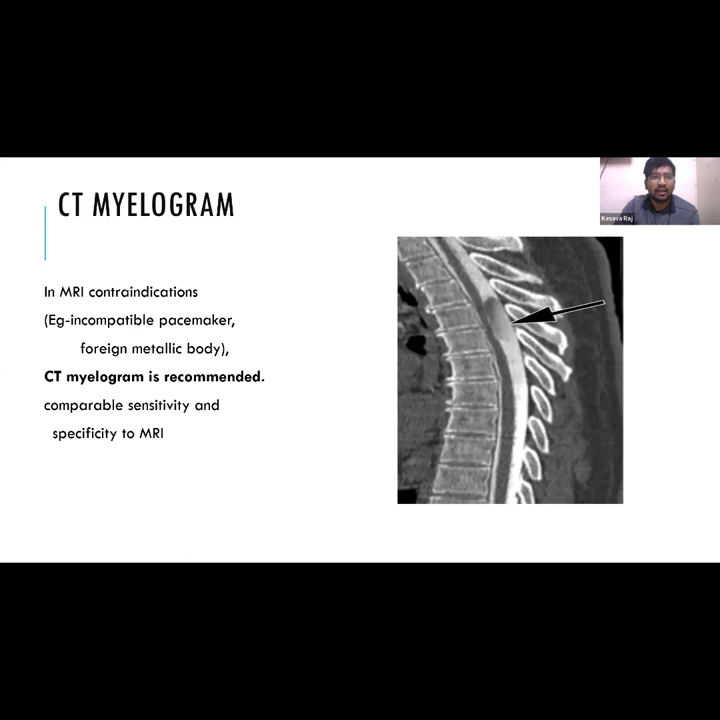 CT MYELOGRAM
Kesava Raj
In MRI contraindications
(Eg-incompatible pacemaker,
foreign metallic body),
CT myelogram is recommended.
comparable sensitivity and
specificity to MRI